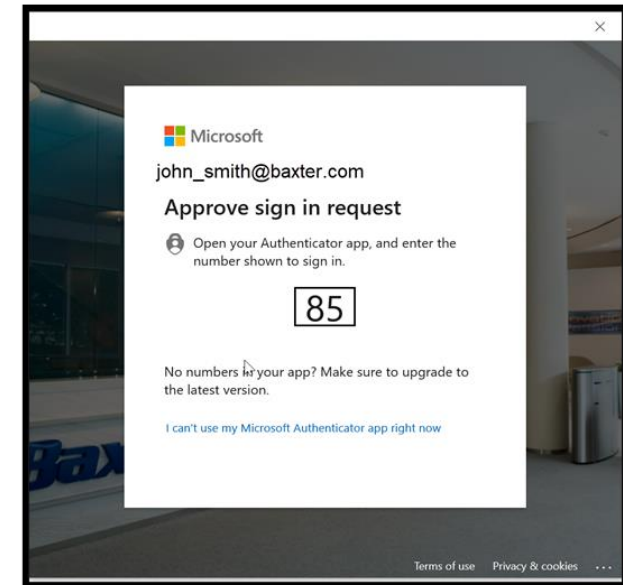 Microsoft
john_smith@baxter.com
Approve sign in request
Open your Authenticator app, and enter the
number shown to sign in.
85
No numbers in your app? Make sure to upgrade to
the latest version.
I can't use my Microsoft Authenticator app right now
Bax
Terms of use Privacy & cookies ...